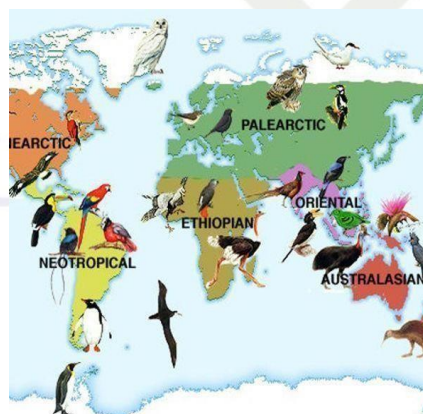 PALEARCTIC
NEARCTIC
ORIENTAL
ETHIOPIAN
NEOTROPICAL
AUSTRALASIAN